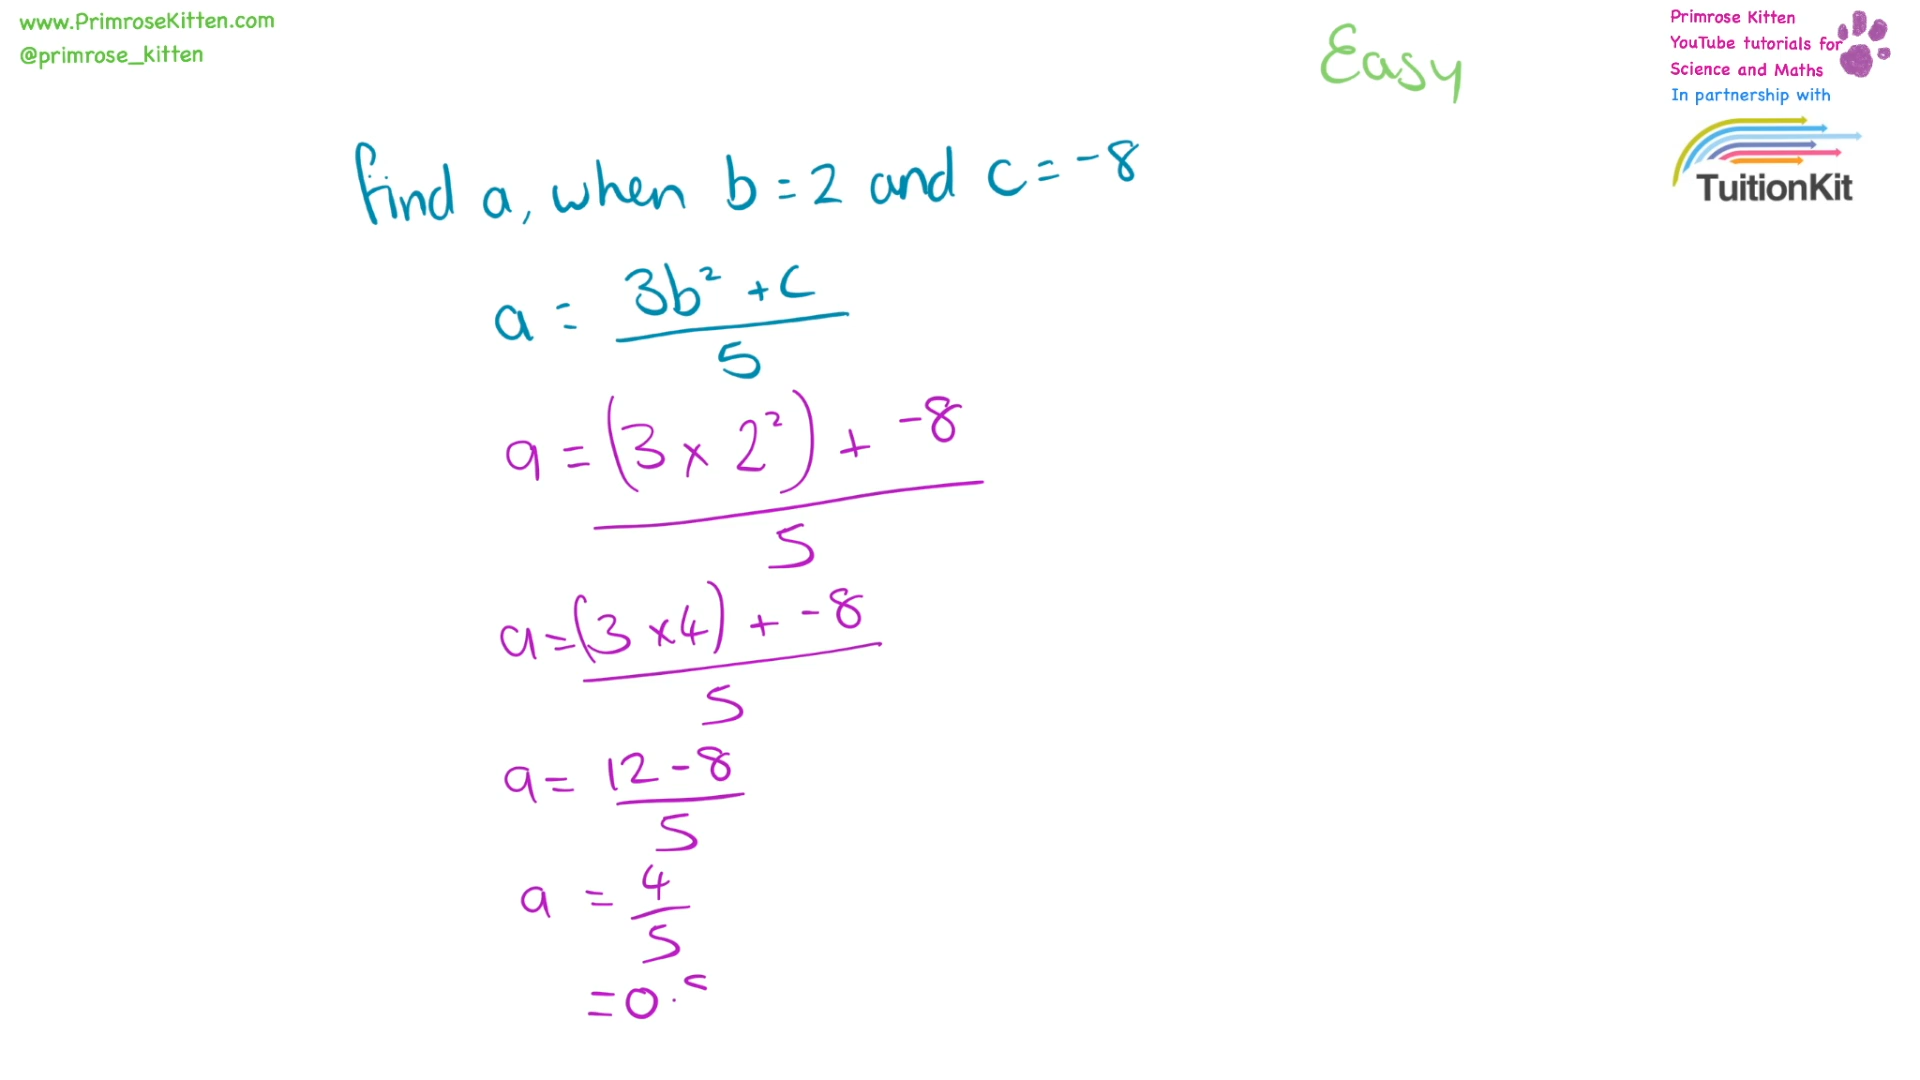 www.PrimroseKitten.com
@primrose_kitten
Easy
Primrose Kitten
YouTube tutorials for
Science and Maths
In partnership with
TuitionKit
find a, when b = 2 and c = -8
a = 3b² + c
5
a = (3 x 2²) + -8
5
a = (3 x 4) + -8
5
a = 12 - 8
5
a = 4
5
= 0.